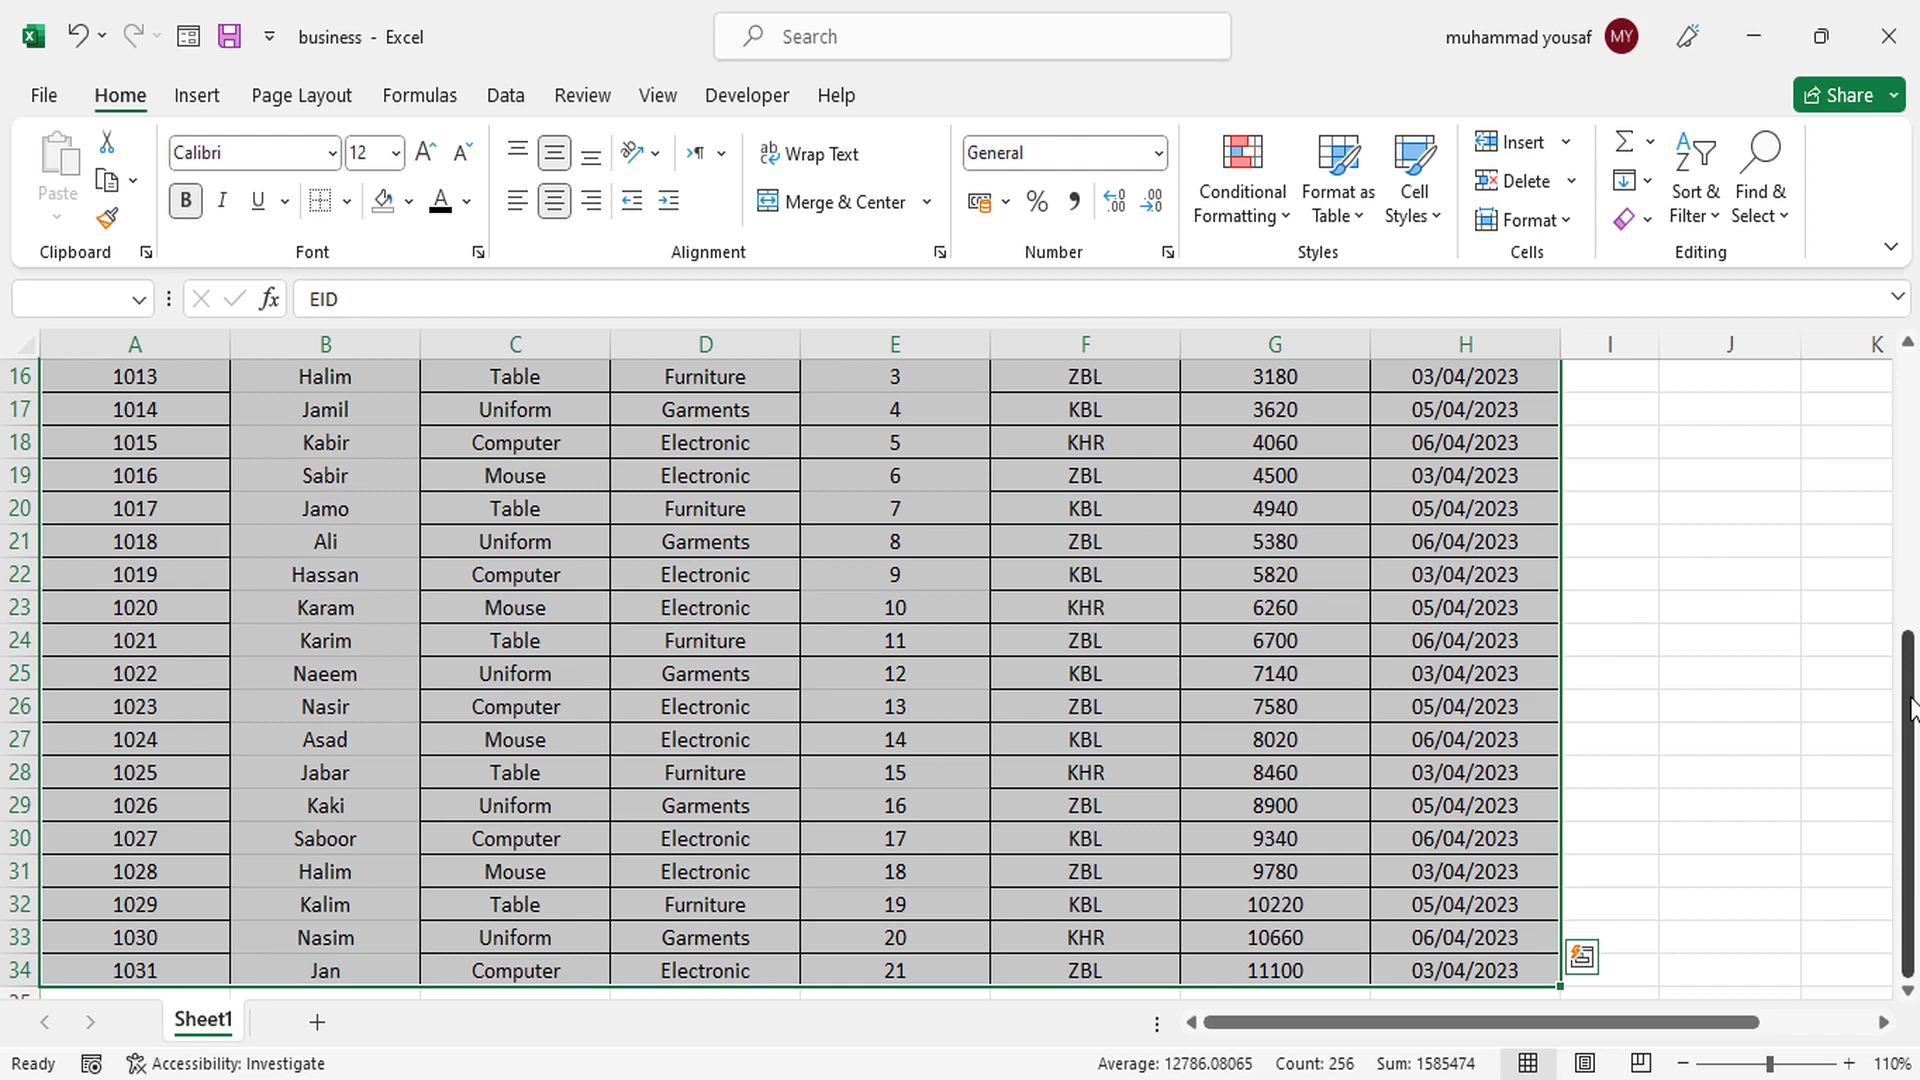 business - Excel
Search
muhammad yousaf MY
File Home Insert Page Layout Formulas Data Review View Developer Help Share
Paste
Clipboard
Calibri 12
B I U A
Font
Wrap Text
Merge & Center
Alignment
General
% , .00
Number
Conditional Formatting
Format as Table
Cell Styles
Styles
Insert
Delete
Format
Cells
Sort & Filter
Find & Select
Editing
fx EID
A B C D E F G H I J K
16 1013 Halim Table Furniture 3 ZBL 3180 03/04/2023
17 1014 Jamil Uniform Garments 4 KBL 3620 05/04/2023
18 1015 Kabir Computer Electronic 5 KHR 4060 06/04/2023
19 1016 Sabir Mouse Electronic 6 ZBL 4500 03/04/2023
20 1017 Jamo Table Furniture 7 KBL 4940 05/04/2023
21 1018 Ali Uniform Garments 8 ZBL 5380 06/04/2023
22 1019 Hassan Computer Electronic 9 KBL 5820 03/04/2023
23 1020 Karam Mouse Electronic 10 KHR 6260 05/04/2023
24 1021 Karim Table Furniture 11 ZBL 6700 06/04/2023
25 1022 Naeem Uniform Garments 12 KBL 7140 03/04/2023
26 1023 Nasir Computer Electronic 13 ZBL 7580 05/04/2023
27 1024 Asad Mouse Electronic 14 KBL 8020 06/04/2023
28 1025 Jabar Table Furniture 15 KHR 8460 03/04/2023
29 1026 Kaki Uniform Garments 16 ZBL 8900 05/04/2023
30 1027 Saboor Computer Electronic 17 KBL 9340 06/04/2023
31 1028 Halim Mouse Electronic 18 ZBL 9780 03/04/2023
32 1029 Kalim Table Furniture 19 KBL 10220 05/04/2023
33 1030 Nasim Uniform Garments 20 KHR 10660 06/04/2023
34 1031 Jan Computer Electronic 21 ZBL 11100 03/04/2023
Sheet1
Ready Accessibility: Investigate Average: 12786.08065 Count: 256 Sum: 1585474 110%